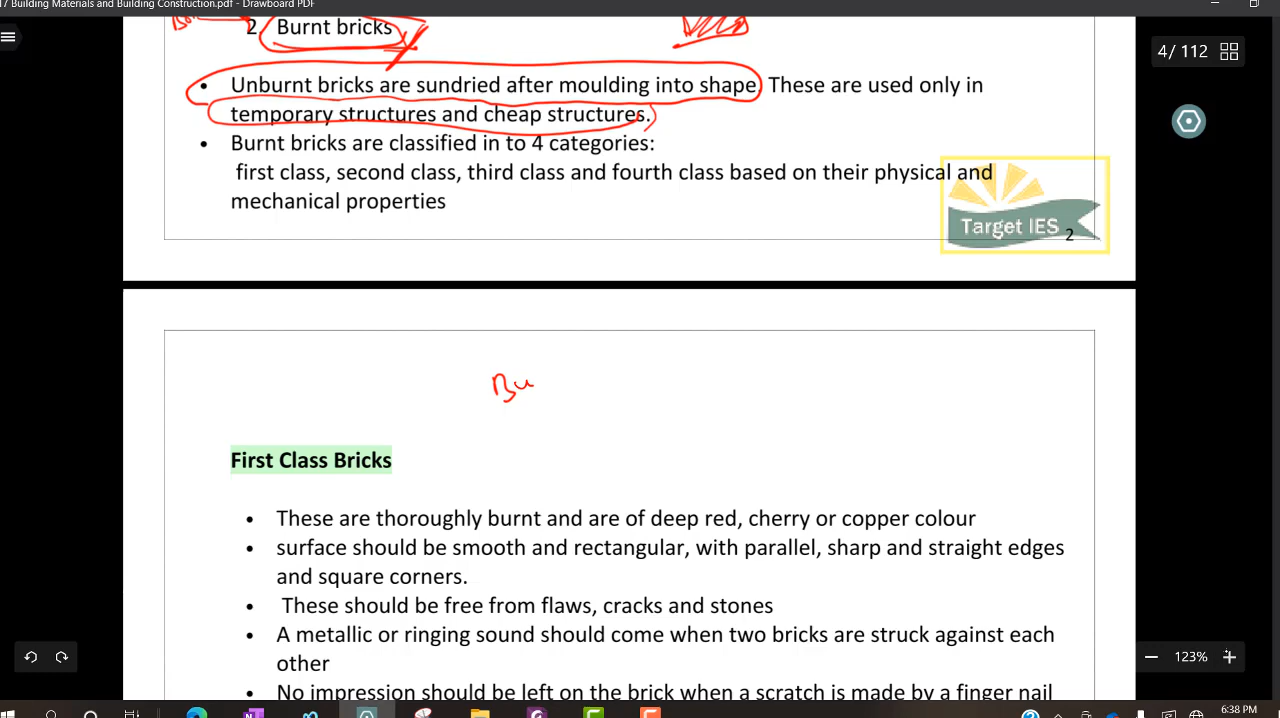 17 Building Materials and Building Construction.pdf - Drawboard PDF
2 Burnt bricks
4/112
• Unburnt bricks are sundried after moulding into shape. These are used only in
temporary structures and cheap structures.
• Burnt bricks are classified in to 4 categories:
first class, second class, third class and fourth class based on their physical and
mechanical properties
Target IES
2
Bu
First Class Bricks
• These are thoroughly burnt and are of deep red, cherry or copper colour
• surface should be smooth and rectangular, with parallel, sharp and straight edges
and square corners.
• These should be free from flaws, cracks and stones
• A metallic or ringing sound should come when two bricks are struck against each
other
• No impression should be left on the brick when a scratch is made by a finger nail
123%
6:38 PM